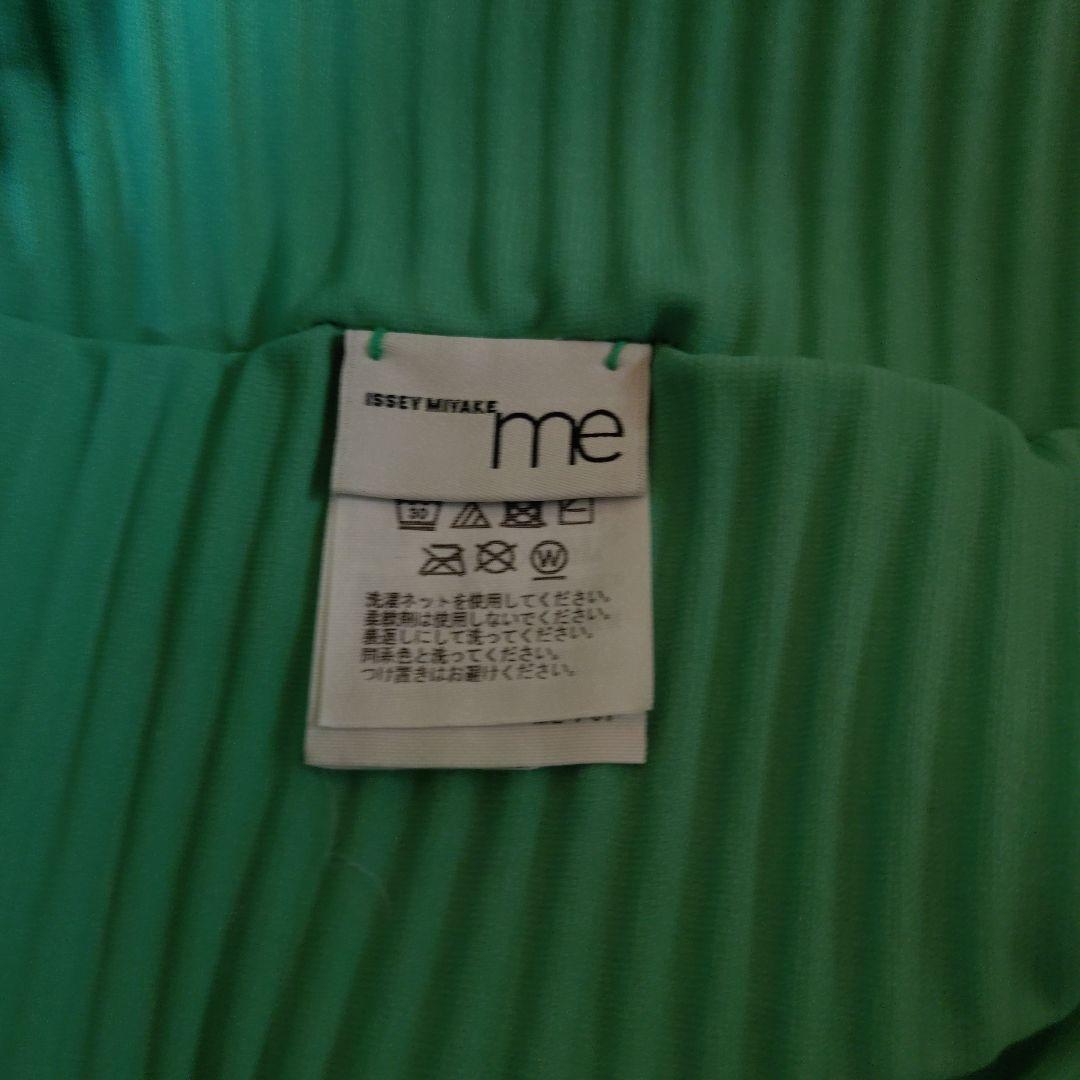 ISSEY MIYAKE
me
30
W
洗濯ネットを使用してください。
柔軟剤は使用しないでください。
裏返しにして洗ってください。
同系色と洗ってください。
つけ置きはお避けください。